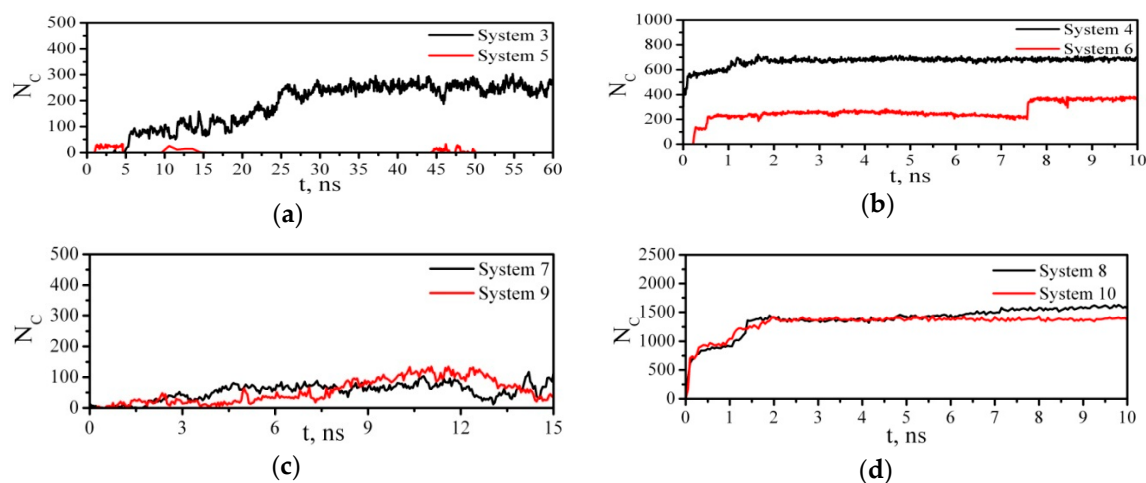 500
400
300
200
100
0
N_C
System 3
System 5
0 5 10 15 20 25 30 35 40 45 50 55 60
t, ns
(a)
1000
800
600
400
200
0
N_C
System 4
System 6
0 1 2 3 4 5 6 7 8 9 10
t, ns
(b)
500
400
300
200
100
0
N_C
System 7
System 9
0 3 6 9 12 15
t, ns
(c)
2500
2000
1500
1000
500
0
N_C
System 8
System 10
0 1 2 3 4 5 6 7 8 9 10
t, ns
(d)